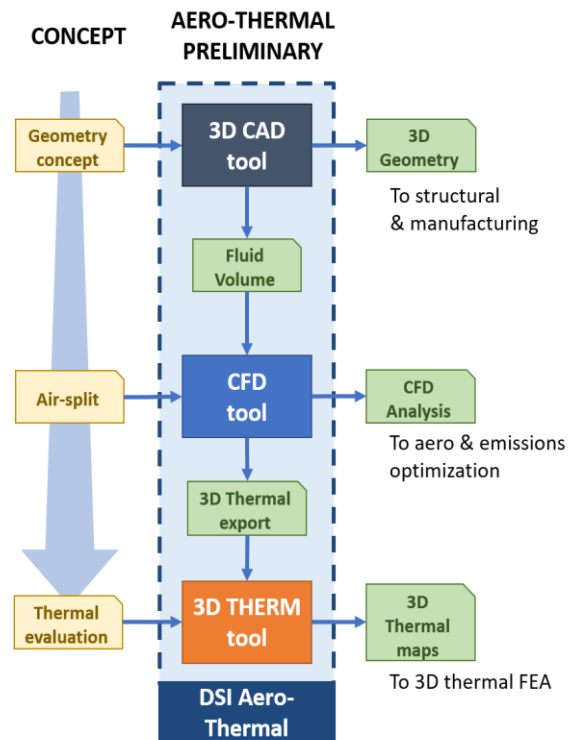 CONCEPT
AERO-THERMAL
PRELIMINARY
Geometry
concept
3D CAD
tool
3D
Geometry
To structural
& manufacturing
Fluid
Volume
Air-split
CFD
tool
CFD
Analysis
To aero & emissions
optimization
3D Thermal
export
Thermal
evaluation
3D THERM
tool
3D
Thermal
maps
To 3D thermal FEA
DSI Aero-
Thermal